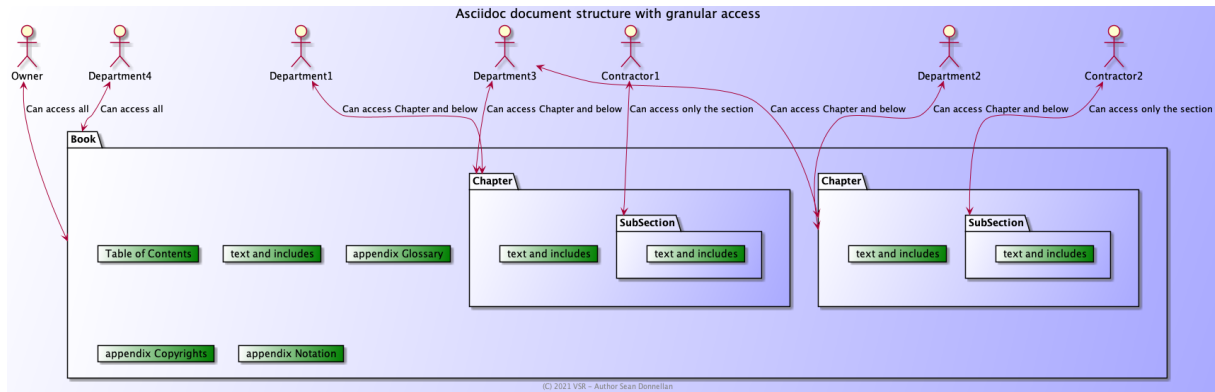 Asciidoc document structure with granular access
Owner
Department4
Department1
Department3
Contractor1
Department2
Contractor2
Can access all
Can access all
Can access Chapter and below
Can access Chapter and below
Can access only the section
Can access Chapter and below
Can access Chapter and below
Can access only the section
Book
Chapter
Chapter
SubSection
SubSection
Table of Contents
text and includes
appendix Glossary
text and includes
text and includes
text and includes
text and includes
appendix Copyrights
appendix Notation
(C) 2021 VSR - Author Sean Donnellan